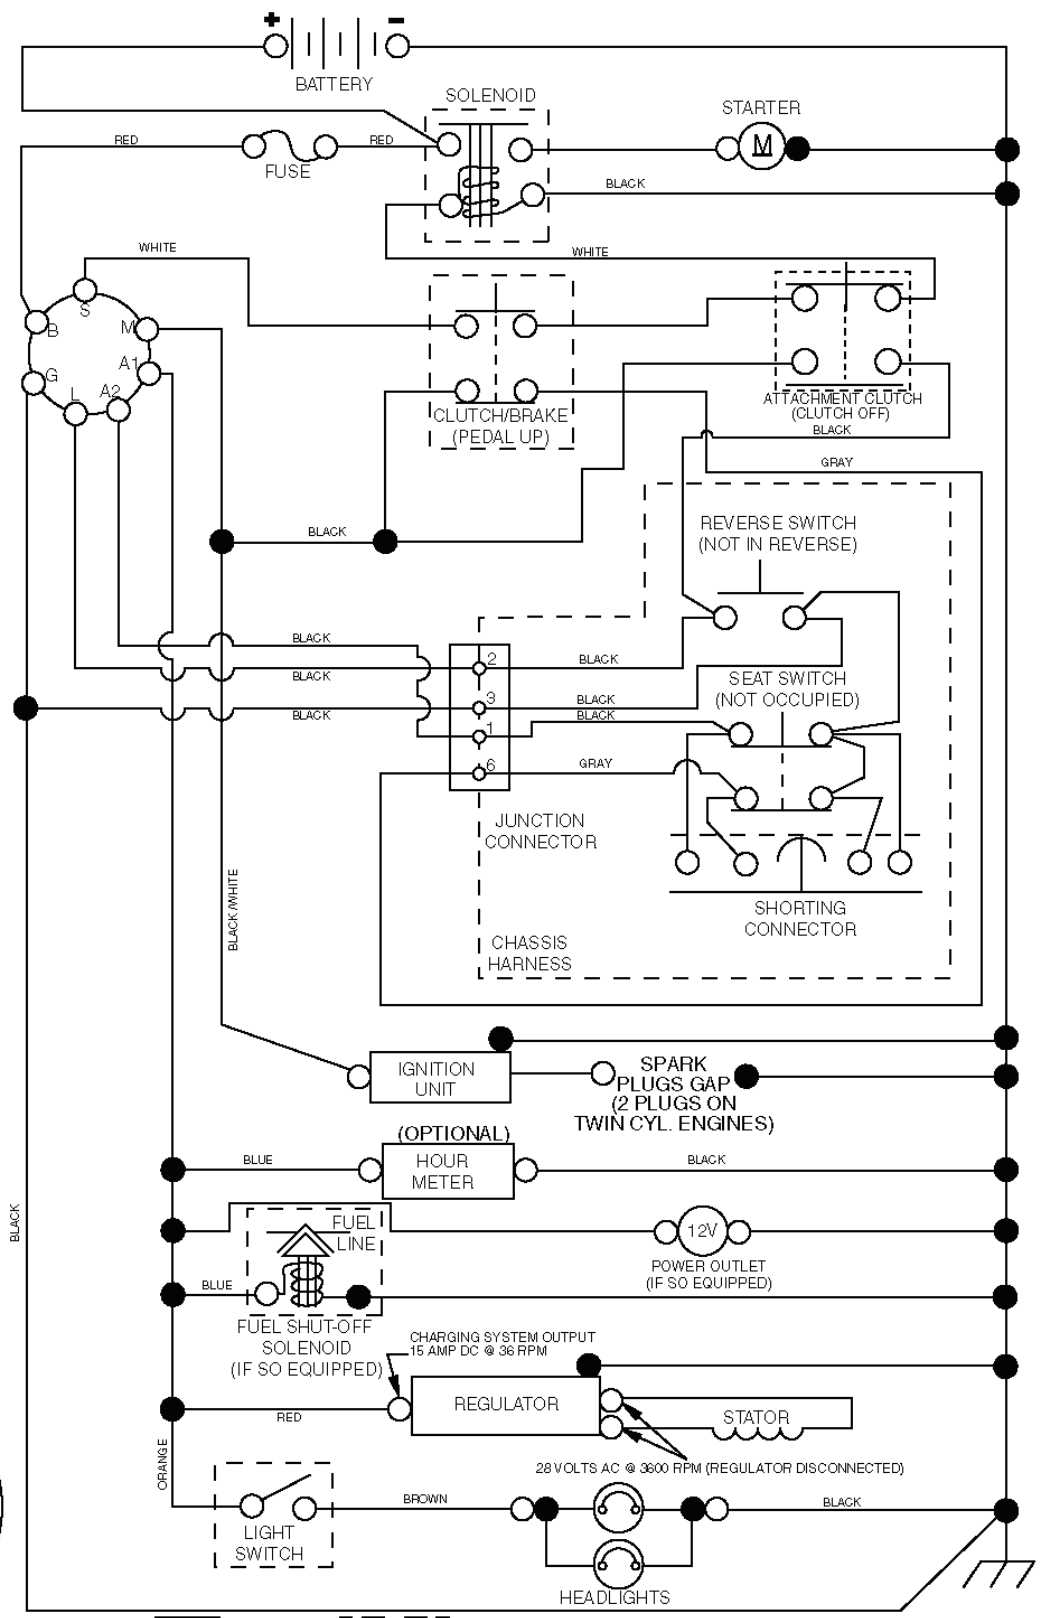 + -
BATTERY
SOLENOID
STARTER
RED
RED
FUSE
M
BLACK
WHITE
WHITE
S
B
M
A1
G
L
A2
CLUTCH/BRAKE
(PEDAL UP)
ATTACHMENT CLUTCH
(CLUTCH OFF)
BLACK
GRAY
BLACK
REVERSE SWITCH
(NOT IN REVERSE)
BLACK
2
BLACK
BLACK
SEAT SWITCH
(NOT OCCUPIED)
3
BLACK
BLACK
BLACK
1
6
GRAY
JUNCTION
CONNECTOR
BLACK/WHITE
SHORTING
CONNECTOR
CHASSIS
HARNESS
IGNITION
UNIT
SPARK
PLUGS GAP
(2 PLUGS ON
TWIN CYL. ENGINES)
(OPTIONAL)
HOUR
METER
BLUE
BLACK
BLACK
FUEL
LINE
12V
POWER OUTLET
(IF SO EQUIPPED)
BLUE
FUEL SHUT-OFF
SOLENOID
(IF SO EQUIPPED)
CHARGING SYSTEM OUTPUT
15 AMP DC @ 36 RPM
REGULATOR
STATOR
RED
ORANGE
28 VOLTS AC @ 3600 RPM (REGULATOR DISCONNECTED)
BROWN
BLACK
LIGHT
SWITCH
HEADLIGHTS